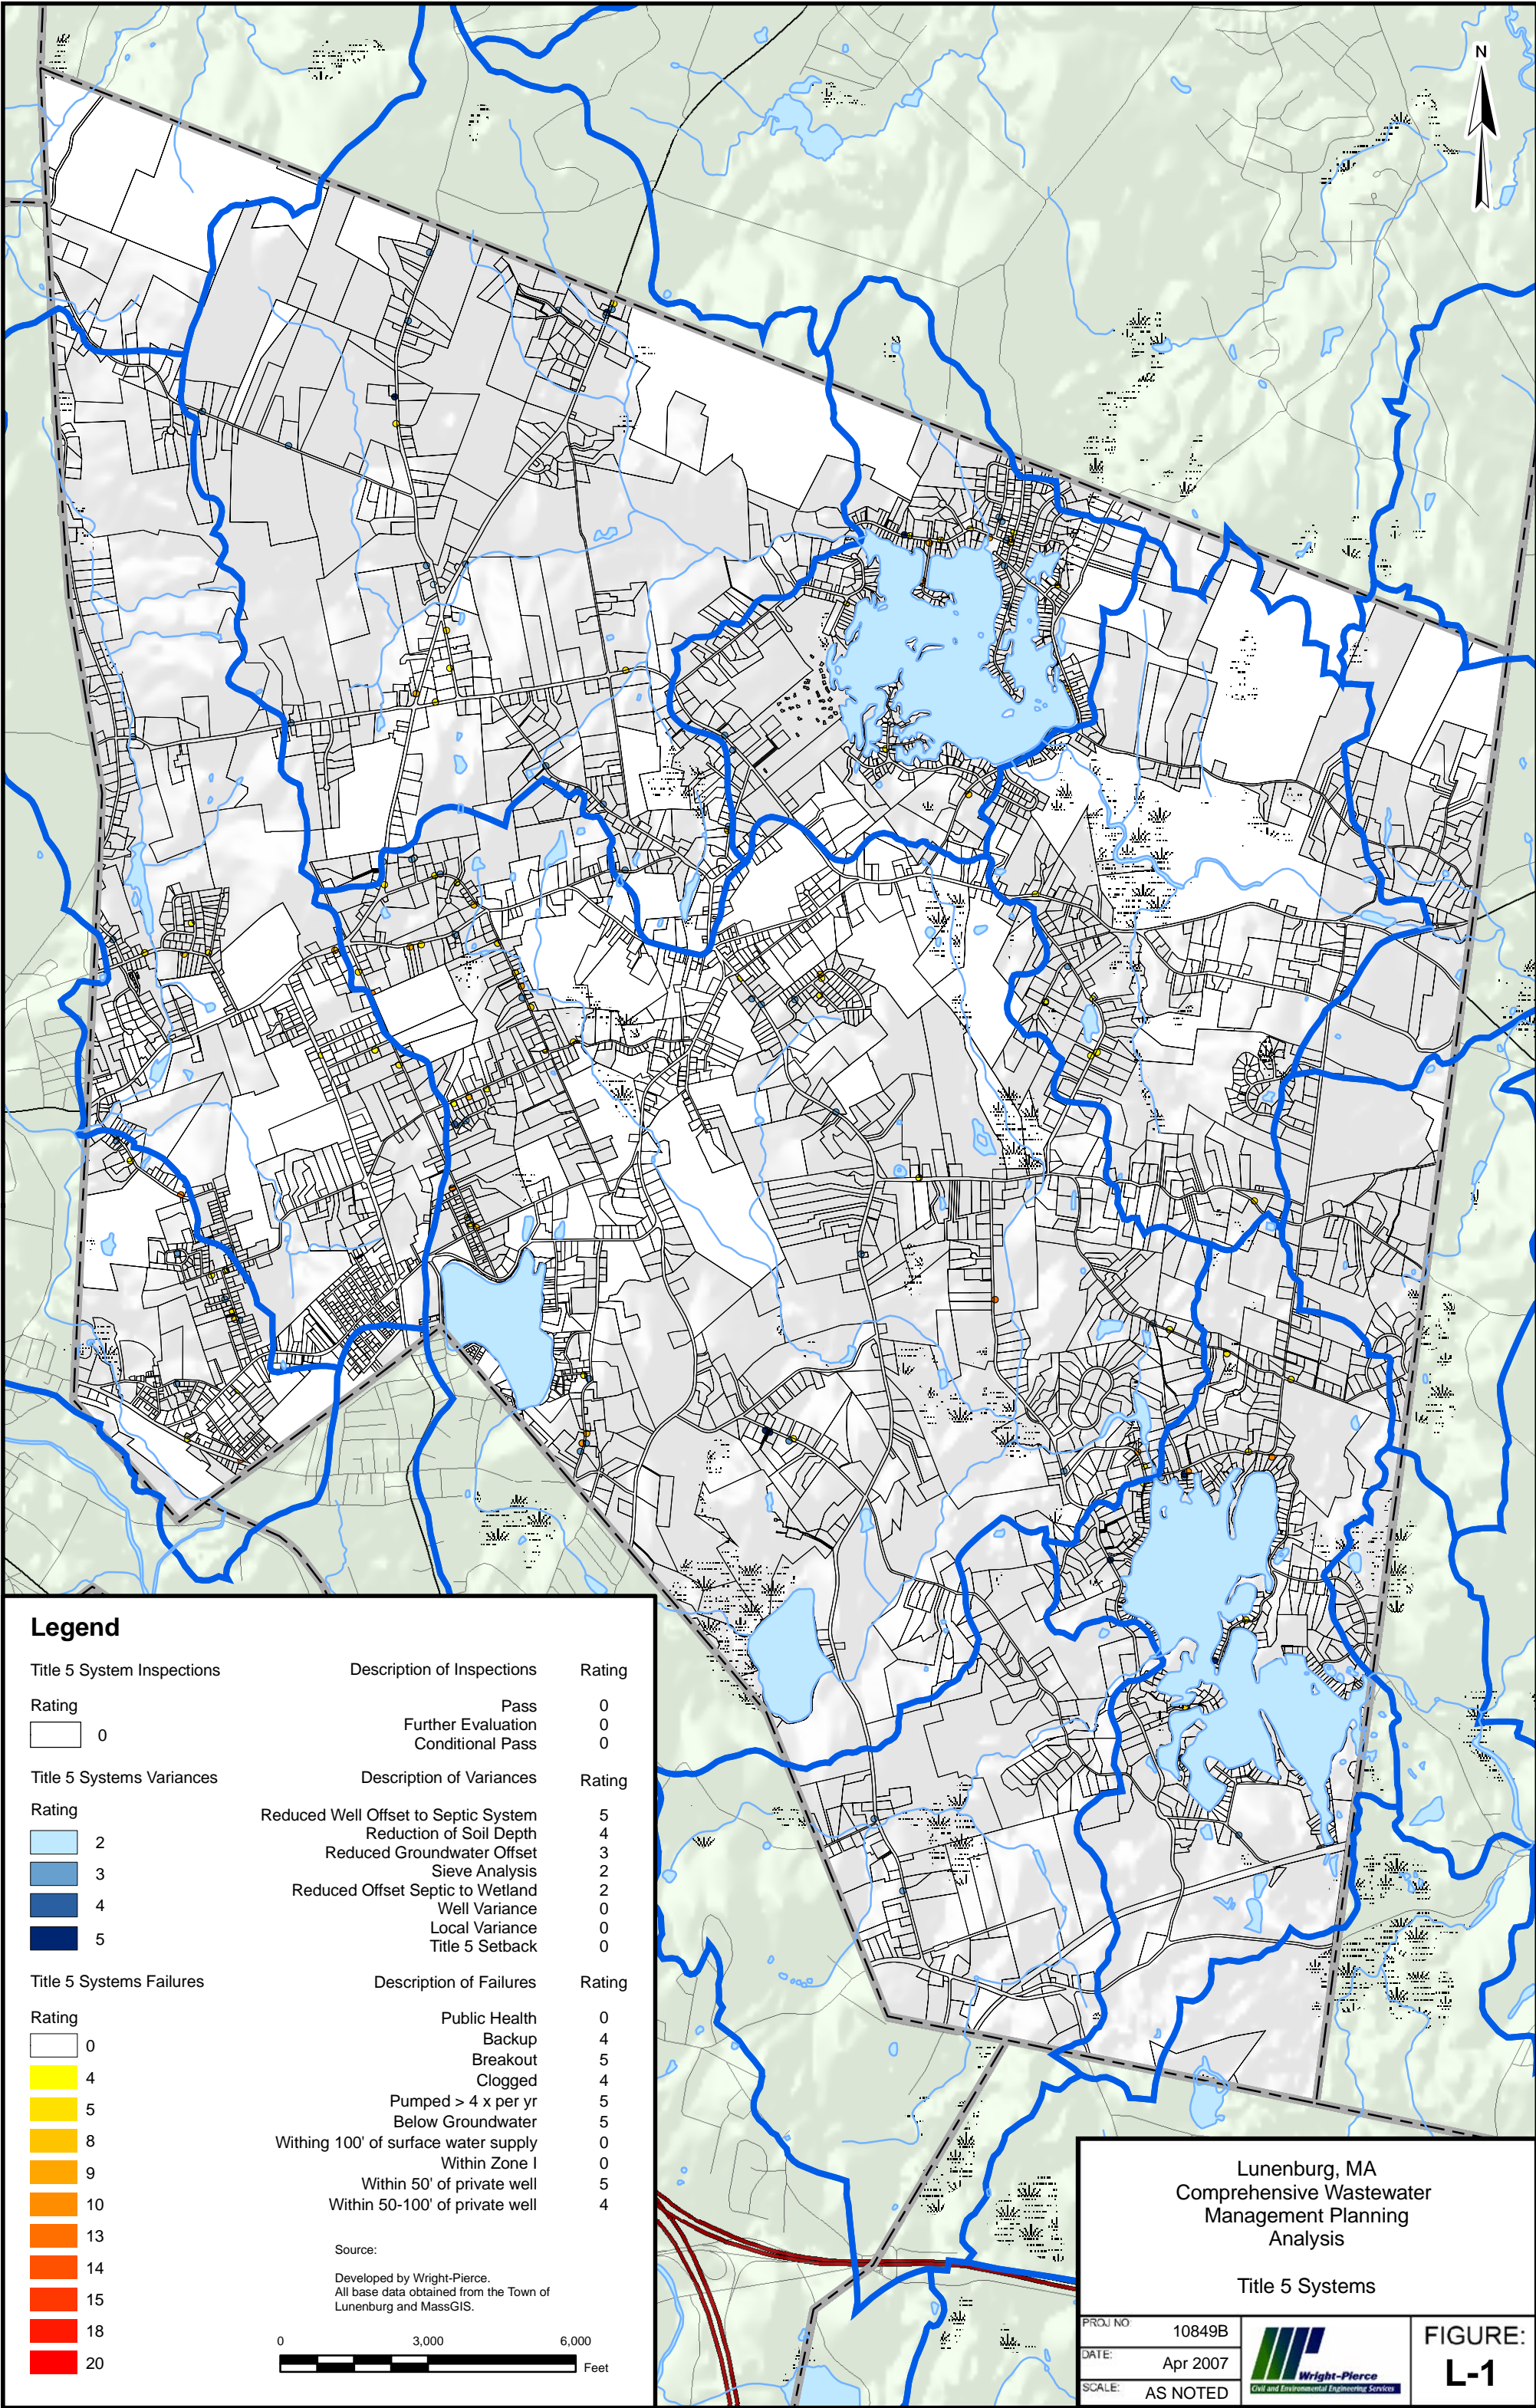 N
Legend
Title 5 System Inspections Description of Inspections Rating
Rating
0
Pass 0
Further Evaluation 0
Conditional Pass 0
Title 5 Systems Variances Description of Variances Rating
Rating
2
3
4
5
Reduced Well Offset to Septic System 5
Reduction of Soil Depth 4
Reduced Groundwater Offset 3
Sieve Analysis 2
Reduced Offset Septic to Wetland 2
Well Variance 0
Local Variance 0
Title 5 Setback 0
Title 5 Systems Failures Description of Failures Rating
Rating
0
4
5
8
9
10
13
14
15
18
20
Public Health 0
Backup 4
Breakout 5
Clogged 4
Pumped > 4 x per yr 5
Below Groundwater 5
Withing 100' of surface water supply 0
Within Zone I 0
Within 50' of private well 5
Within 50-100' of private well 4
Source:
Developed by Wright-Pierce.
All base data obtained from the Town of
Lunenburg and MassGIS.
0 3,000 6,000
Feet
Lunenburg, MA
Comprehensive Wastewater
Management Planning
Analysis
Title 5 Systems
PROJ NO: 10849B
DATE: Apr 2007
SCALE: AS NOTED
Wright-Pierce
Civil and Environmental Engineering Services
FIGURE:
L-1